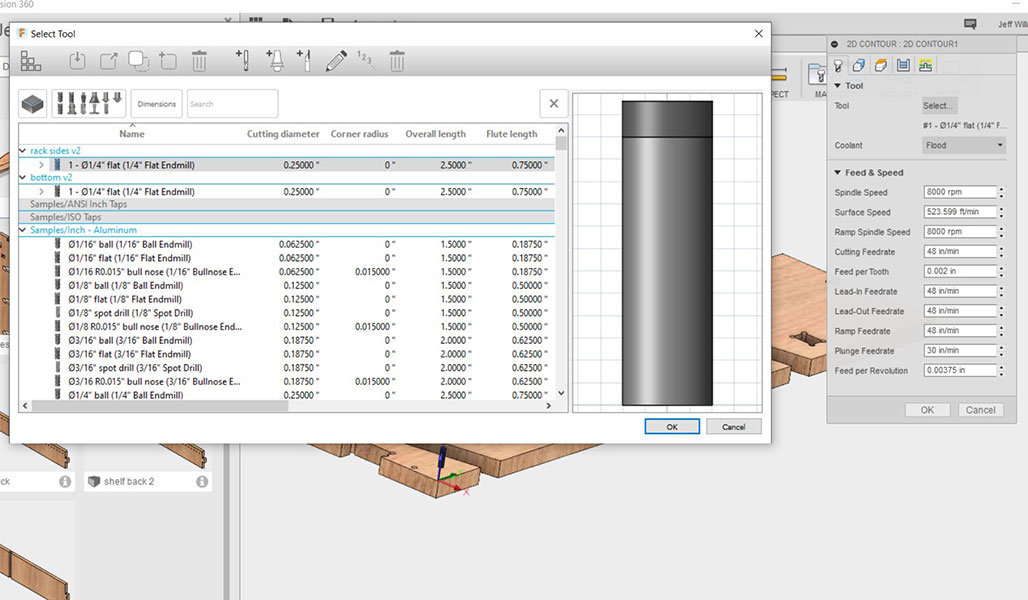 sion 360
Jeff Wil
Select Tool
2D CONTOUR : 2D CONTOUR1
Dimensions
Search
PECT
MA
Tool
Tool Select...
#1 - Ø1/4" flat (1/4" F...
Coolant Flood
Name Cutting diameter Corner radius Overall length Flute length
rack sides v2
1 - Ø1/4" flat (1/4" Flat Endmill) 0.25000 " 0 " 2.5000 " 0.75000 "
bottom v2
1 - Ø1/4" flat (1/4" Flat Endmill) 0.25000 " 0 " 2.5000 " 0.75000 "
Samples/ANSI Inch Taps
Samples/ISO Taps
Samples/Inch - Aluminum
Ø1/16" ball (1/16" Ball Endmill) 0.062500 " 0 " 1.5000 " 0.18750 "
Ø1/16" flat (1/16" Flat Endmill) 0.062500 " 0 " 1.5000 " 0.18750 "
Ø1/16 R0.015" bull nose (1/16" Bullnose E... 0.062500 " 0.015000 " 1.5000 " 0.18750 "
Ø1/8" ball (1/8" Ball Endmill) 0.12500 " 0 " 1.5000 " 0.50000 "
Ø1/8" flat (1/8" Flat Endmill) 0.12500 " 0 " 1.5000 " 0.50000 "
Ø1/8" spot drill (1/8" Spot Drill) 0.12500 " 0 " 1.5000 " 0.50000 "
Ø1/8 R0.015" bull nose (1/8" Bullnose End... 0.12500 " 0.015000 " 1.5000 " 0.50000 "
Ø3/16" ball (3/16" Ball Endmill) 0.18750 " 0 " 2.0000 " 0.62500 "
Ø3/16" flat (3/16" Flat Endmill) 0.18750 " 0 " 2.0000 " 0.62500 "
Ø3/16" spot drill (3/16" Spot Drill) 0.18750 " 0 " 2.0000 " 0.62500 "
Ø3/16 R0.015" bull nose (3/16" Bullnose E... 0.18750 " 0.015000 " 2.0000 " 0.62500 "
Ø1/4" ball (1/4" Ball Endmill) 0.25000 " 0 " 2.5000 " 0.75000 "
OK Cancel
Feed & Speed
Spindle Speed 8000 rpm
Surface Speed 523.599 ft/min
Ramp Spindle Speed 8000 rpm
Cutting Feedrate 48 in/min
Feed per Tooth 0.002 in
Lead-In Feedrate 48 in/min
Lead-Out Feedrate 48 in/min
Ramp Feedrate 48 in/min
Plunge Feedrate 30 in/min
Feed per Revolution 0.00375 in
OK Cancel
ck
shelf back 2
X